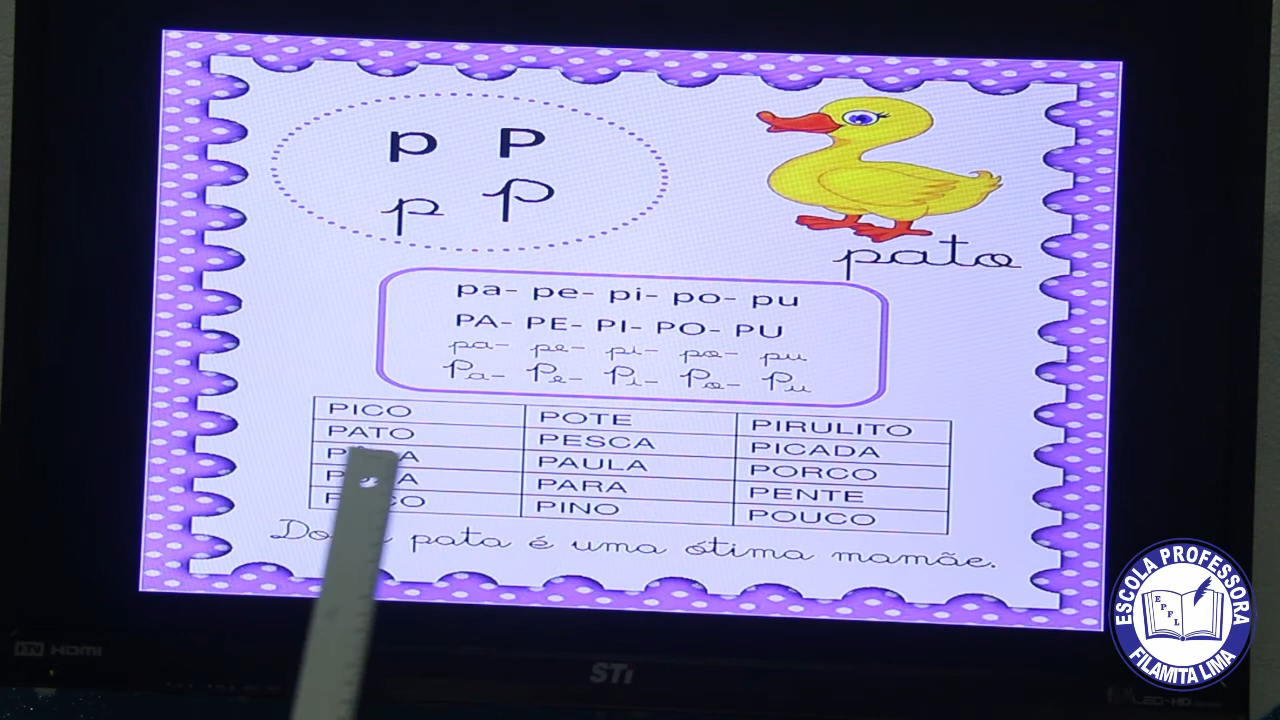 p P
p P
pato
pa- pe- pi- po- pu
PA- PE- PI- PO- PU
pa- pe- pi- po- pu
Pa- Pe- Pi- Po- Pu
PICO POTE PIRULITO
PATO PESCA PICADA
PAULA PORCO
PARA PENTE
PINO POUCO
pata é uma ótima mamãe.
HDMI
STi
ESCOLA PROFESSORA
EPFL
FILAMITA LIMA